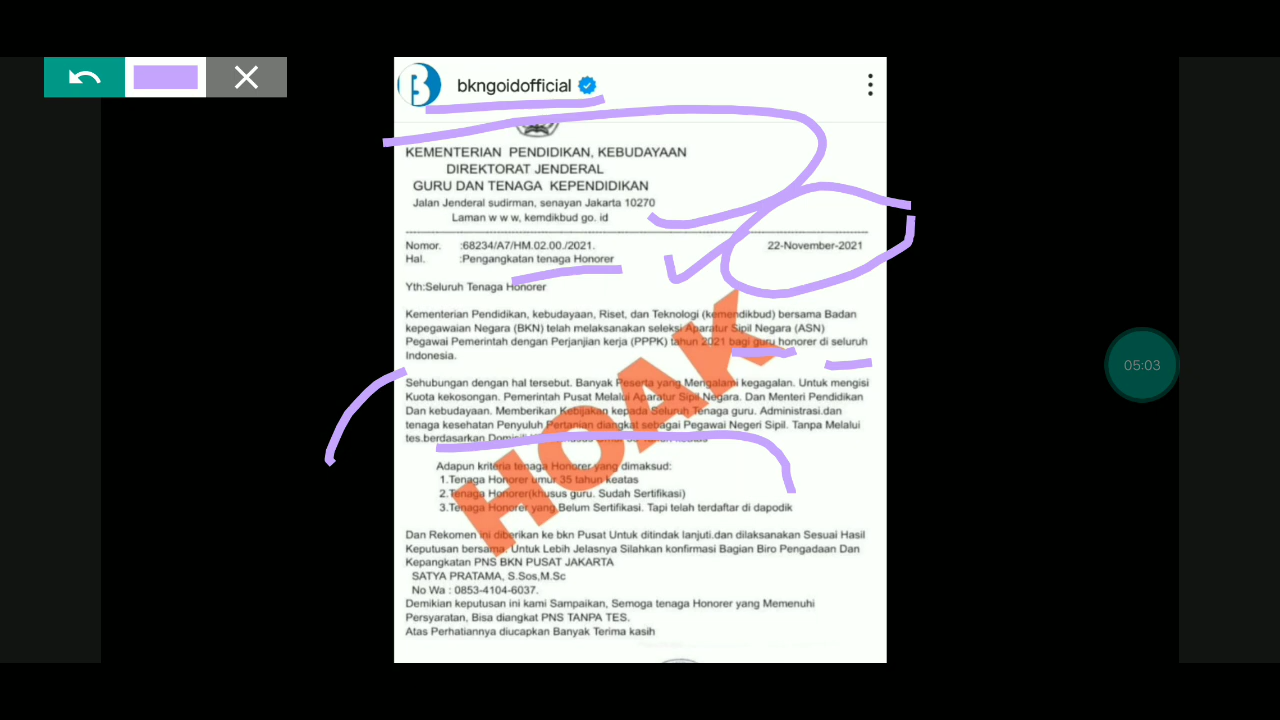 bkngoidofficial
KEMENTERIAN PENDIDIKAN, KEBUDAYAAN
DIREKTORAT JENDERAL
GURU DAN TENAGA KEPENDIDIKAN
Jalan Jenderal sudirman, senayan Jakarta 10270
Laman w w w, kemdikbud go. id
Nomor. :68234/A7/HM.02.00./2021. 22-November-2021
Hal. :Pengangkatan tenaga Honorer
Yth:Seluruh Tenaga Honorer
Kementerian Pendidikan, kebudayaan, Riset, dan Teknologi (kemendikbud) bersama Badan
kepegawaian Negara (BKN) telah melaksanakan seleksi Aparatur Sipil Negara (ASN)
Pegawai Pemerintah dengan Perjanjian kerja (PPPK) tahun 2021 bagi guru honorer di seluruh
Indonesia.
Sehubungan dengan hal tersebut. Banyak Peserta yang Mengalami kegagalan. Untuk mengisi
Kuota kekosongan. Pemerintah Pusat Melalui Aparatur Sipil Negara. Dan Menteri Pendidikan
Dan kebudayaan. Memberikan Kebijakan kepada Seluruh Tenaga guru. Administrasi.dan
tenaga kesehatan Penyuluh Pertanian diangkat sebagai Pegawai Negeri Sipil. Tanpa Melalui
tes.berdasarkan
HOAK
Adapun kriteria tenaga Honorer yang dimaksud:
1.Tenaga Honorer umur 35 tahun keatas
2.Tenaga Honorer(khusus guru. Sudah Sertifikasi)
3.Tenaga Honorer yang Belum Sertifikasi. Tapi telah terdaftar di dapodik
Dan Rekomen ini diberikan ke bkn Pusat Untuk ditindak lanjuti.dan dilaksanakan Sesuai Hasil
Keputusan bersama. Untuk Lebih Jelasnya Silahkan konfirmasi Bagian Biro Pengadaan Dan
Kepangkatan PNS BKN PUSAT JAKARTA
SATYA PRATAMA, S.Sos,M.Sc
No Wa : 0853-4104-6037.
Demikian keputusan ini kami Sampaikan, Semoga tenaga Honorer yang Memenuhi
Persyaratan, Bisa diangkat PNS TANPA TES.
Atas Perhatiannya diucapkan Banyak Terima kasih
05:03